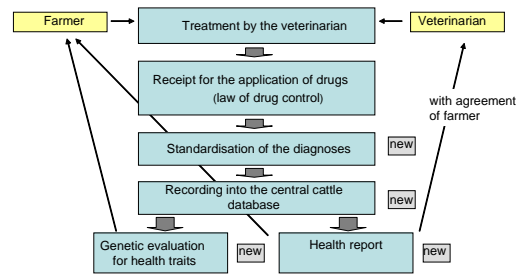 Farmer
Treatment by the veterinarian
Veterinarian
Receipt for the application of drugs
(law of drug control)
with agreement
of farmer
Standardisation of the diagnoses
new
Recording into the central cattle
database
new
Genetic evaluation
for health traits
new
Health report
new